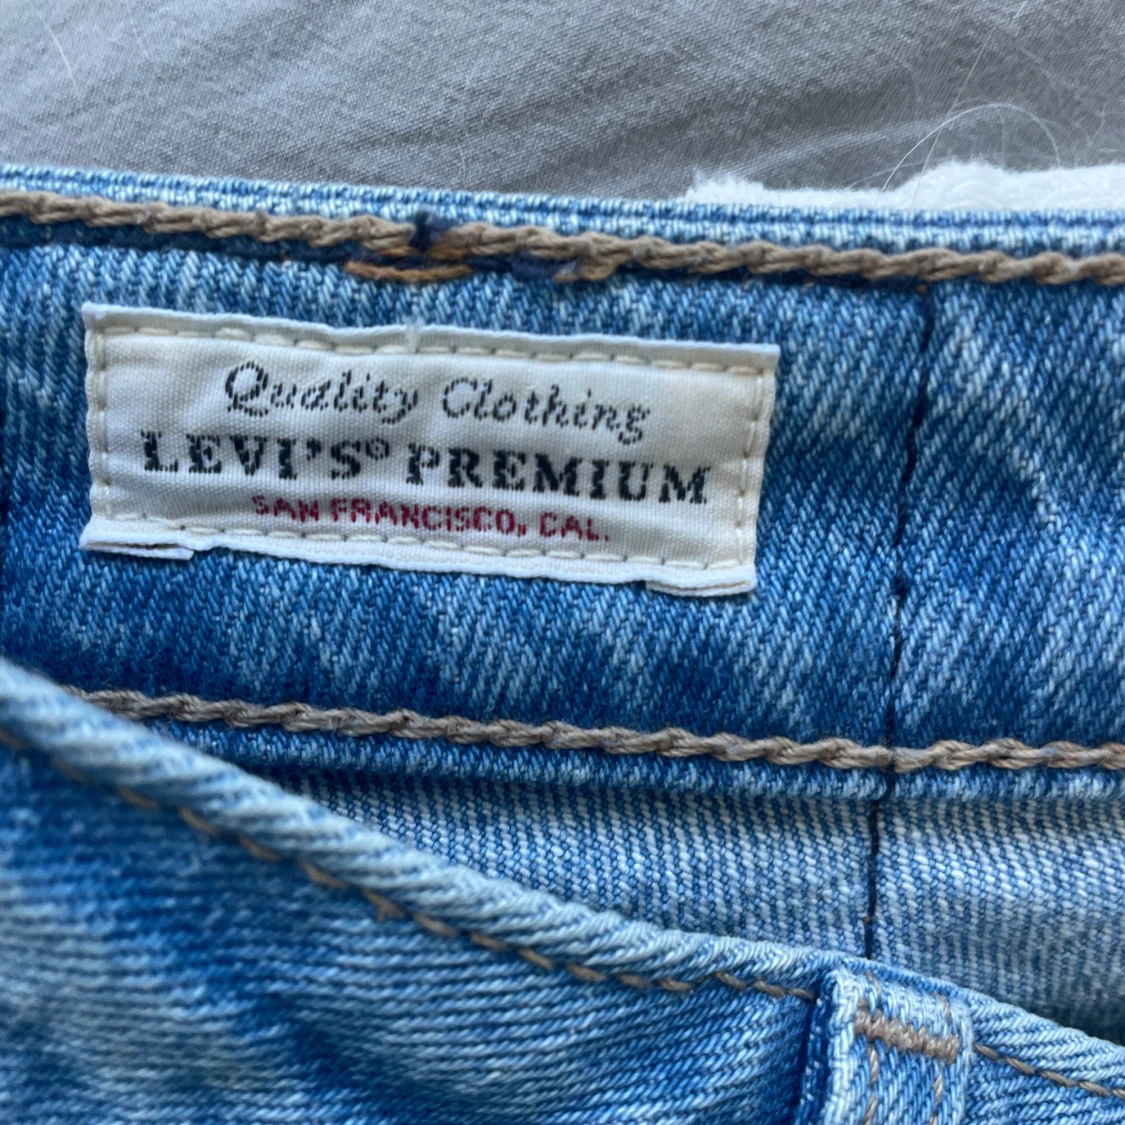 Quality Clothing
LEVI'S® PREMIUM
SAN FRANCISCO, CAL.